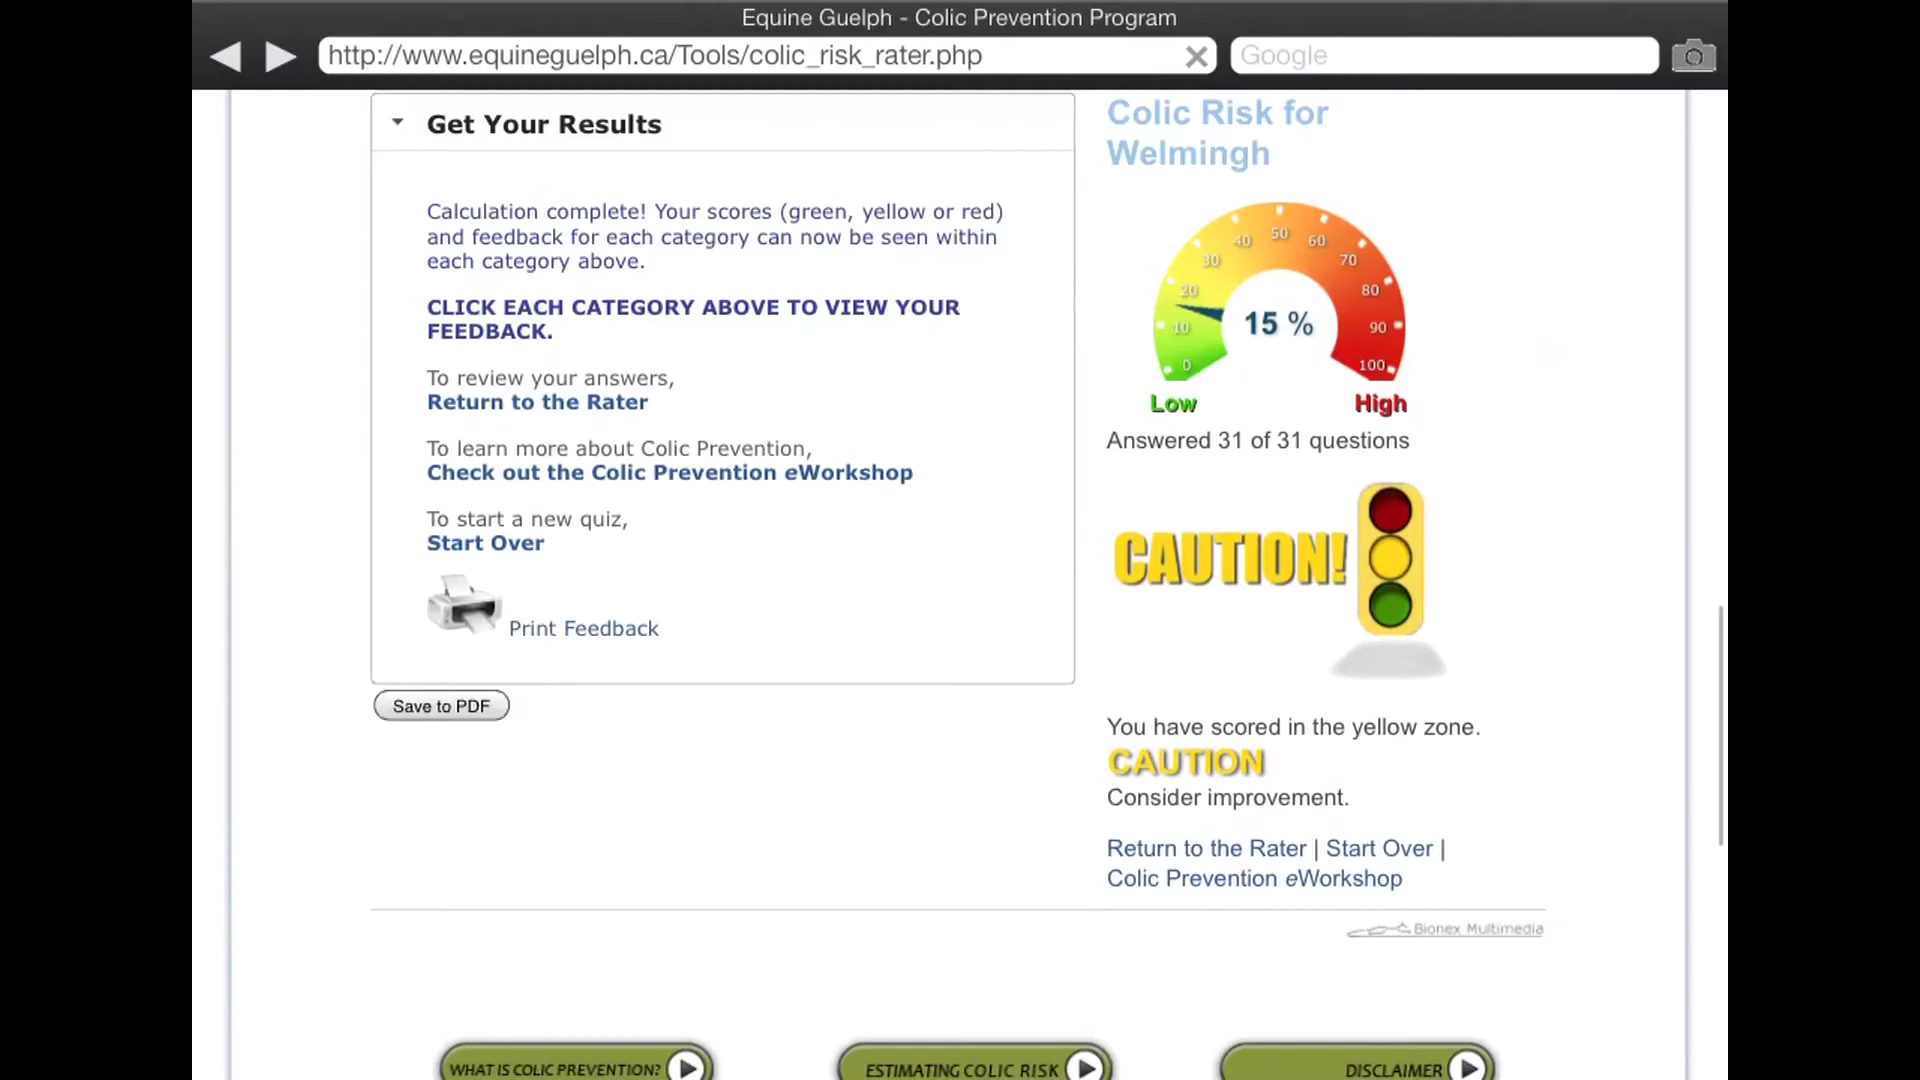 Equine Guelph - Colic Prevention Program
http://www.equineguelph.ca/Tools/colic_risk_rater.php
Google
Get Your Results
Calculation complete! Your scores (green, yellow or red)
and feedback for each category can now be seen within
each category above.
CLICK EACH CATEGORY ABOVE TO VIEW YOUR
FEEDBACK.
To review your answers,
Return to the Rater
To learn more about Colic Prevention,
Check out the Colic Prevention eWorkshop
To start a new quiz,
Start Over
Print Feedback
Save to PDF
Colic Risk for
Welmingh
0
10
20
30
40
50
60
70
80
90
100
15 %
Low
High
Answered 31 of 31 questions
CAUTION!
You have scored in the yellow zone.
CAUTION
Consider improvement.
Return to the Rater | Start Over |
Colic Prevention eWorkshop
Bionex Multimedia
WHAT IS COLIC PREVENTION?
ESTIMATING COLIC RISK
DISCLAIMER